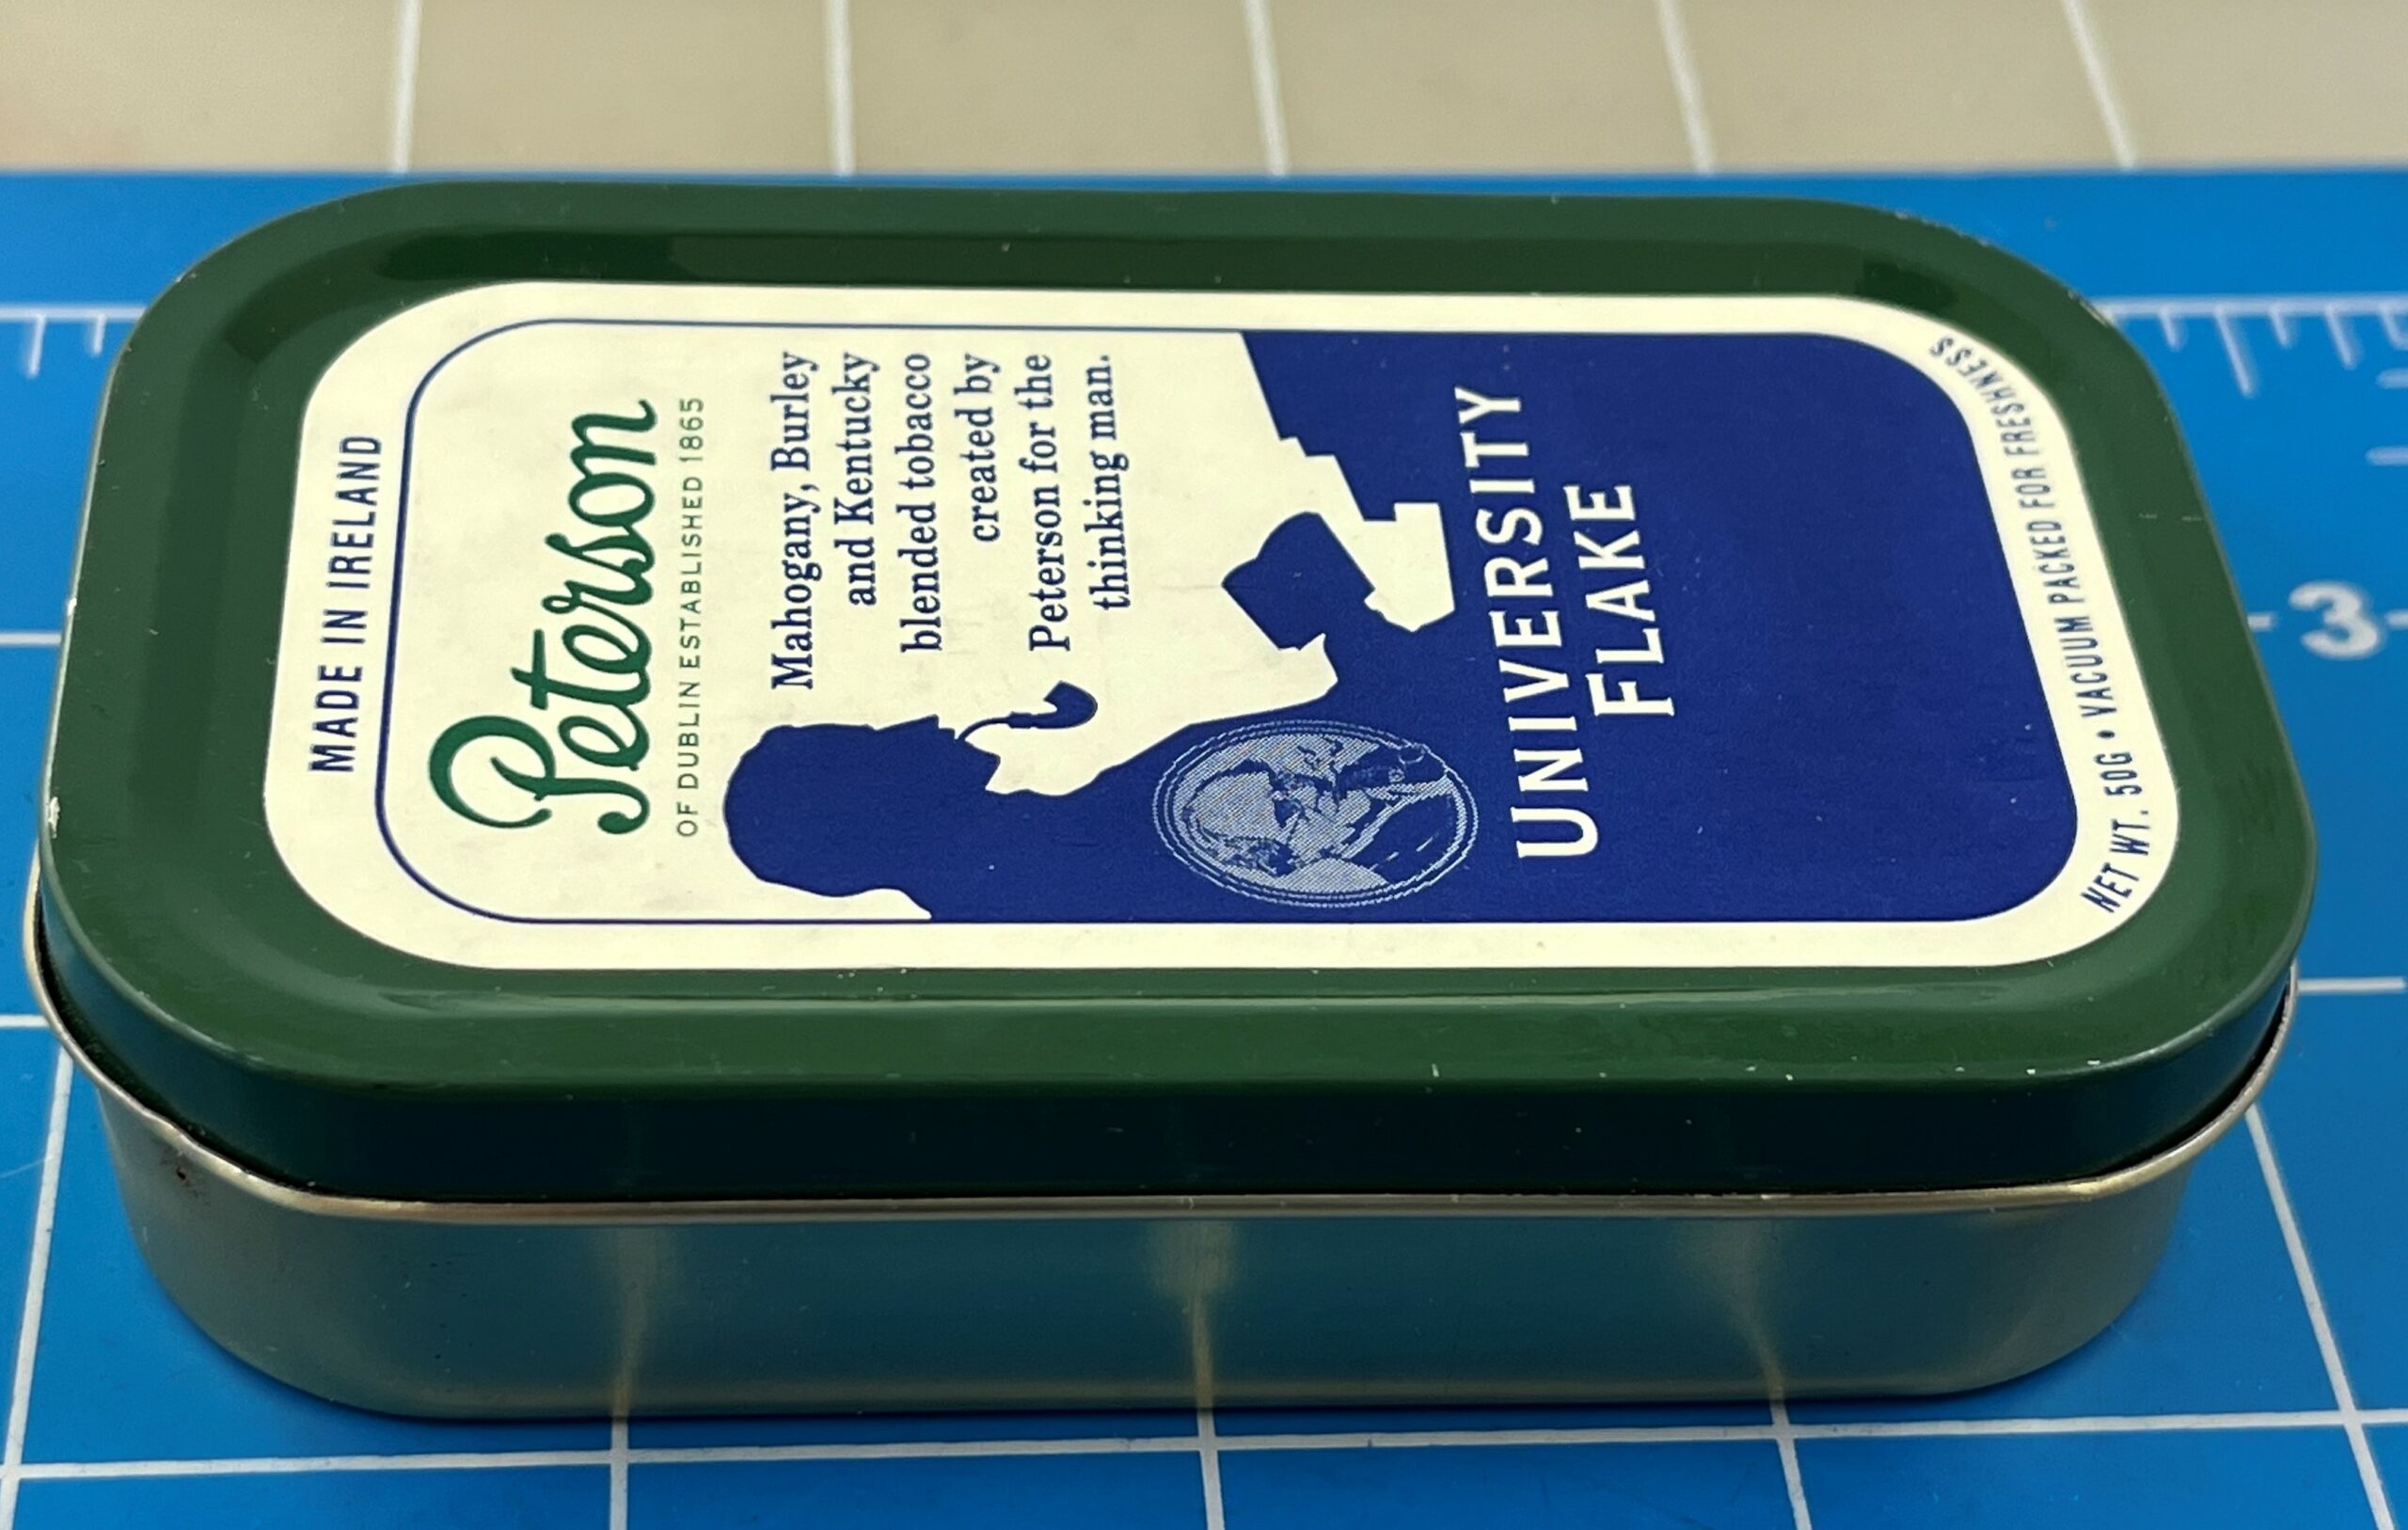 MADE IN IRELAND
Peterson
OF DUBLIN ESTABLISHED 1865
Mahogany, Burley
and Kentucky
blended tobacco
created by
Peterson for the
thinking man.
UNIVERSITY
FLAKE
NET WT. 50G • VACUUM PACKED FOR FRESHNESS
3